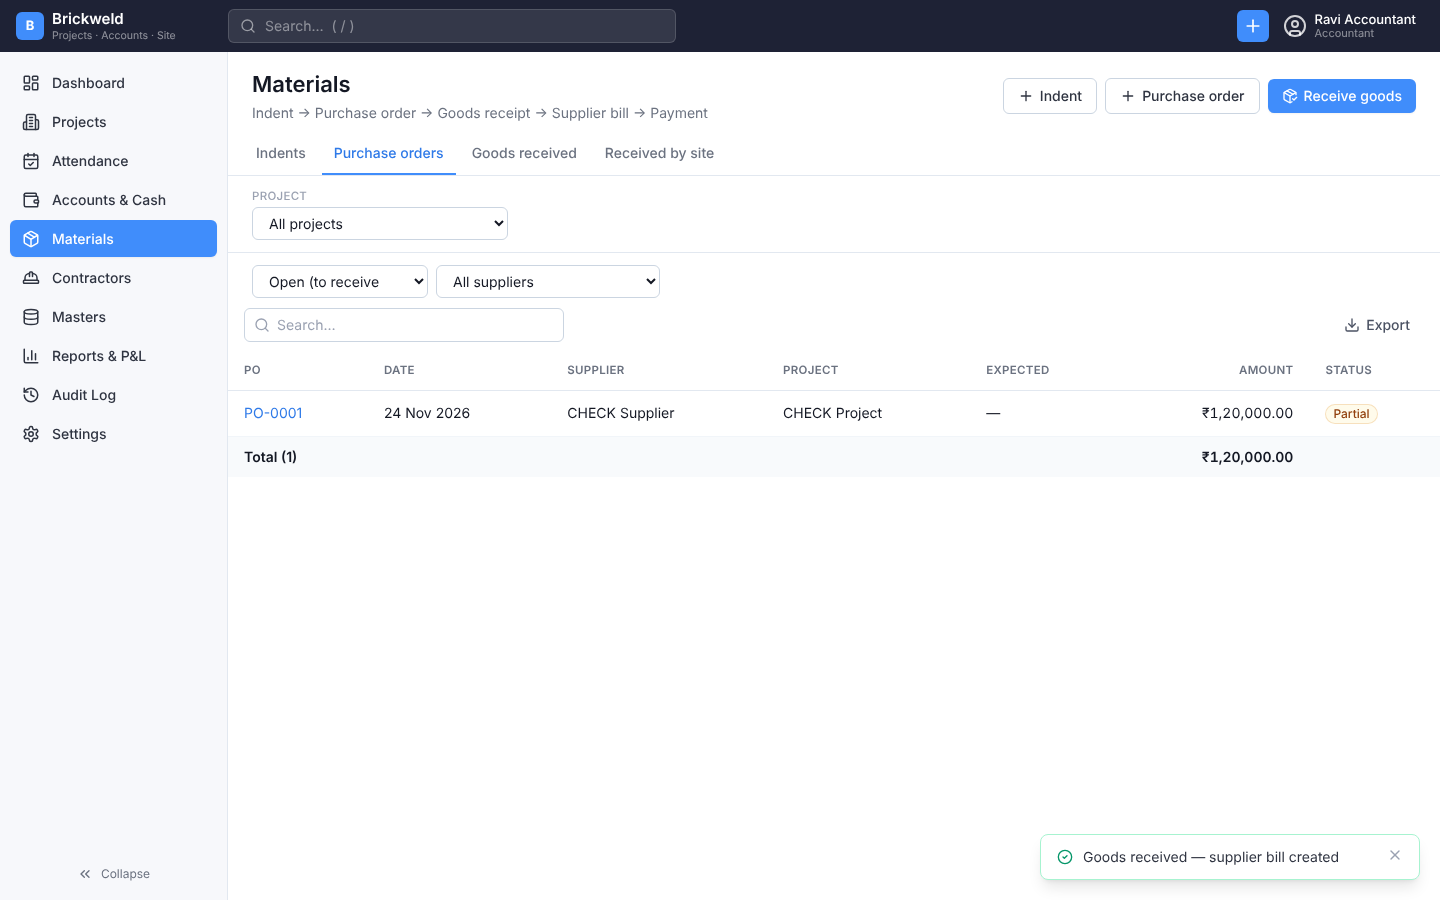 B
Brickweld
Projects · Accounts · Site
Search... ( / )
Ravi Accountant
Accountant
Dashboard
Projects
Attendance
Accounts & Cash
Materials
Contractors
Masters
Reports & P&L
Audit Log
Settings
Collapse
Materials
Indent → Purchase order → Goods receipt → Supplier bill → Payment
+ Indent
+ Purchase order
Receive goods
Indents Purchase orders Goods received Received by site
PROJECT
All projects
Open (to receive All suppliers
Search...
Export
PO DATE SUPPLIER PROJECT EXPECTED AMOUNT STATUS
PO-0001 24 Nov 2026 CHECK Supplier CHECK Project — ₹1,20,000.00 Partial
Total (1) ₹1,20,000.00
Goods received — supplier bill created